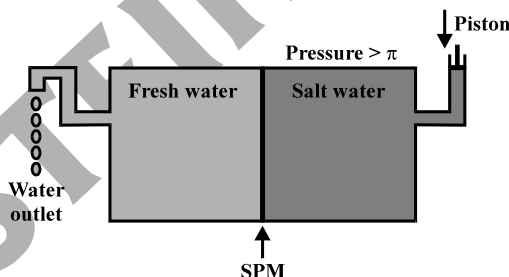 Piston
Pressure > π
Fresh water
Salt water
Water
outlet
SPM